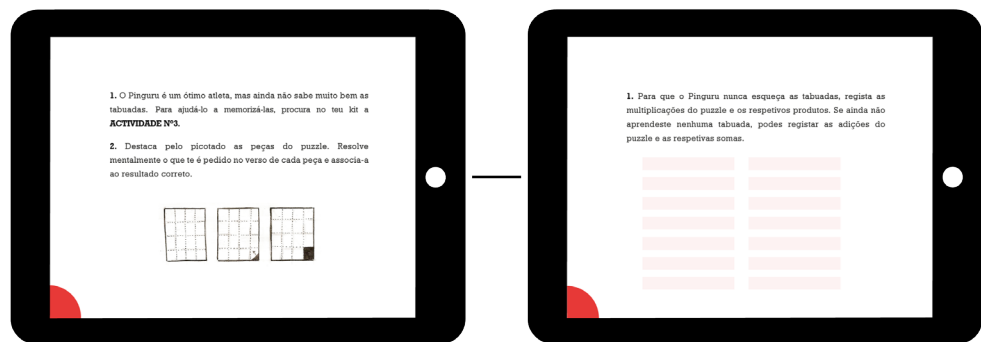 1. O Pinguru é um ótimo atleta, mas ainda não sabe muito bem as
tabuadas. Para ajudá-lo a memorizá-las, procura no teu kit a
ACTIVIDADE Nº3.
2. Destaca pelo picotado as peças do puzzle. Resolve
mentalmente o que te é pedido no verso de cada peça e associa-a
ao resultado correto.
1. Para que o Pinguru nunca esqueça as tabuadas, regista as
multiplicações do puzzle e os respetivos produtos. Se ainda não
aprendeste nenhuma tabuada, podes registar as adições do
puzzle e as respetivas somas.